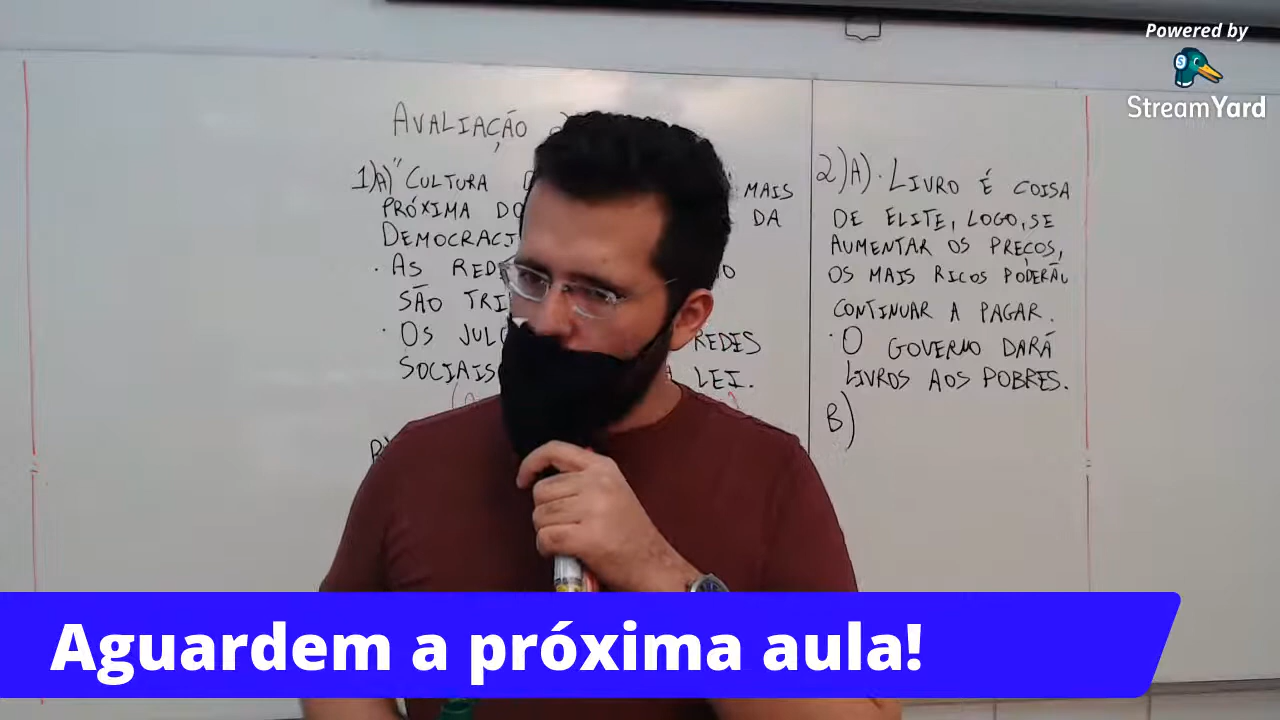 Powered by
StreamYard
AVALIAÇÃO
1)A) "CULTURA MAIS
PRÓXIMA DO DA
DEMOCRACI
· AS REDE
SÃO TRI
· OS JULG REDES
SOCIAIS LEI.
2)A) · LIVRO É COISA
DE ELITE, LOGO, SE
AUMENTAR OS PREÇOS,
OS MAIS RICOS PODERÃO
CONTINUAR A PAGAR.
· O GOVERNO DARÁ
LIVROS AOS POBRES.
B)
Aguardem a próxima aula!